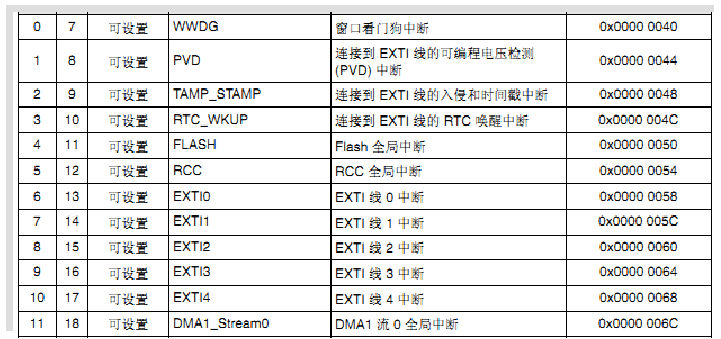 0 7 可设置 WWDG 窗口看门狗中断 0x0000 0040
1 8 可设置 PVD 连接到 EXTI 线的可编程电压检测
(PVD) 中断 0x0000 0044
2 9 可设置 TAMP_STAMP 连接到 EXTI 线的入侵和时间戳中断 0x0000 0048
3 10 可设置 RTC_WKUP 连接到 EXTI 线的 RTC 唤醒中断 0x0000 004C
4 11 可设置 FLASH Flash 全局中断 0x0000 0050
5 12 可设置 RCC RCC 全局中断 0x0000 0054
6 13 可设置 EXTI0 EXTI 线 0 中断 0x0000 0058
7 14 可设置 EXTI1 EXTI 线 1 中断 0x0000 005C
8 15 可设置 EXTI2 EXTI 线 2 中断 0x0000 0060
9 16 可设置 EXTI3 EXTI 线 3 中断 0x0000 0064
10 17 可设置 EXTI4 EXTI 线 4 中断 0x0000 0068
11 18 可设置 DMA1_Stream0 DMA1 流 0 全局中断 0x0000 006C